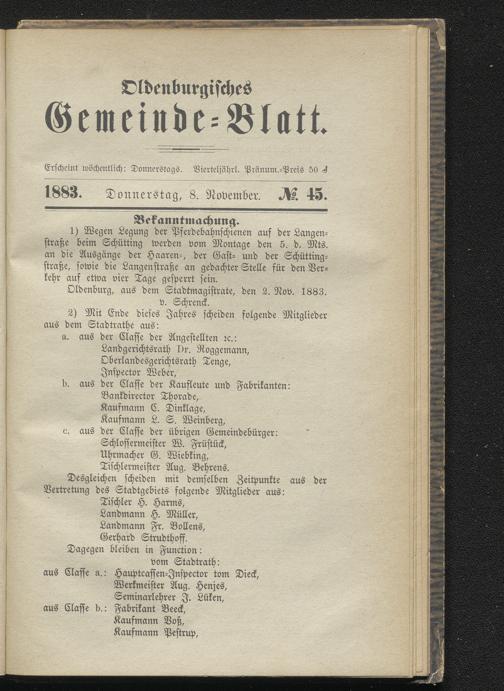 Oldenburgisches
Gemeinde-Blatt.
Erscheint wöchentlich: Donnerstags. Vierteljährl. Pränum.-Preis 50 ₰
1883. Donnerstag, 8. November. № 45.
Bekanntmachung.
1) Wegen Legung der Pferdebahnschienen auf der Langen-
straße beim Schütting werden vom Montage den 5. d. Mts.
an die Ausgänge der Haaren-, der Gast- und der Schütting-
straße, sowie die Langenstraße an gedachter Stelle für den Ver-
kehr auf etwa vier Tage gesperrt sein.
Oldenburg, aus dem Stadtmagistrate, den 2. Nov. 1883.
v. Schrenck.
2) Mit Ende dieses Jahres scheiden folgende Mitglieder
aus dem Stadtrathe aus:
a. aus der Classe der Angestellten ꝛc.:
Landgerichtsrath Dr. Roggemann,
Oberlandesgerichtsrath Tenge,
Inspector Weber,
b. aus der Classe der Kaufleute und Fabrikanten:
Bankdirector Thorade,
Kaufmann C. Dinklage,
Kaufmann L. S. Weinberg,
c. aus der Classe der übrigen Gemeindebürger:
Schlossermeister W. Früstück,
Uhrmacher G. Wiebking,
Tischlermeister Aug. Behrens.
Desgleichen scheiden mit demselben Zeitpunkte aus der
Vertretung des Stadtgebiets folgende Mitglieder aus:
Tischler H. Harms,
Landmann H. Müller,
Landmann Fr. Bollens,
Gerhard Strudthoff.
Dagegen bleiben in Function:
vom Stadtrath:
aus Classe a.: Hauptcassen-Inspector tom Dieck,
Werkmeister Aug. Henjes,
Seminarlehrer J. Lüken,
aus Classe b.: Fabrikant Beeck,
Kaufmann Voß,
Kaufmann Pestrup,